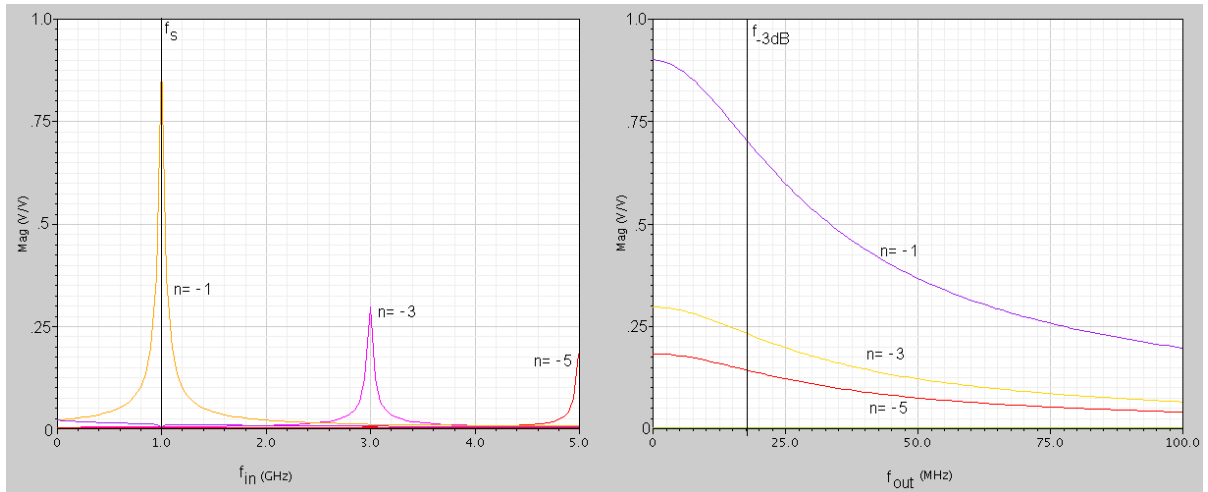 1.0
.75
.5
.25
0
Mag (V/V)
fS
n= -1
n= -3
n= -5
0
1.0
2.0
3.0
4.0
5.0
fin (GHz)
1.0
.75
.5
.25
0
Mag (V/V)
f-3dB
n= -1
n= -3
n= -5
0
25.0
50.0
75.0
100.0
fout (MHz)